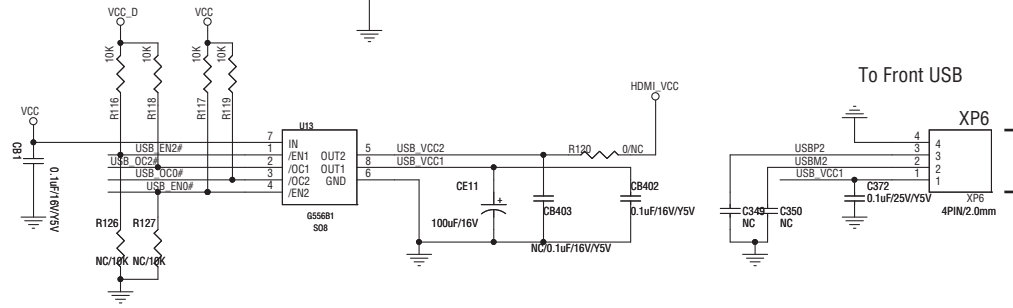 VCC_D
VCC
10K
10K
10K
10K
R116
R118
R117
R119
VCC
CB1
0.1uF/16V/Y5V
USB_EN2#
USB_OC2#
USB_OC0#
USB_EN0#
7
1
2
3
4
U13
IN
/EN1
/OC1
/OC2
/EN2
OUT2
OUT1
GND
G556B1
SO8
5
8
6
USB_VCC2
USB_VCC1
R126
R127
NC/10K
NC/10K
CE11
+
100uF/16V
CB403
NC/0.1uF/16V/Y5V
R120
0/NC
HDMI_VCC
CB402
0.1uF/16V/Y5V
To Front USB
XP6
USBP2
USBM2
USB_VCC1
4
3
2
1
4
3
2
1
C349
NC
C350
NC
C372
0.1uF/25V/Y5V
XP6
4PIN/2.0mm